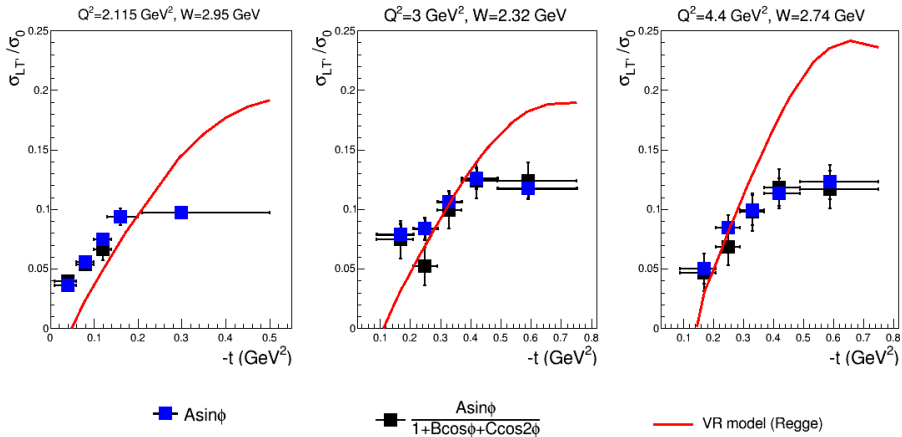 Q²=2.115 GeV², W=2.95 GeV
Q²=3 GeV², W=2.32 GeV
Q²=4.4 GeV², W=2.74 GeV
σLT'/σ0
0.25
0.2
0.15
0.1
0.05
0
0 0.1 0.2 0.3 0.4 0.5
-t (GeV²)
σLT'/σ0
0.25
0.2
0.15
0.1
0.05
0
0 0.1 0.2 0.3 0.4 0.5 0.6 0.7 0.8
-t (GeV²)
σLT'/σ0
0.25
0.2
0.15
0.1
0.05
0
0 0.1 0.2 0.3 0.4 0.5 0.6 0.7 0.8
-t (GeV²)
Asinϕ
Asinϕ
1+Bcosϕ+Ccos2ϕ
VR model (Regge)